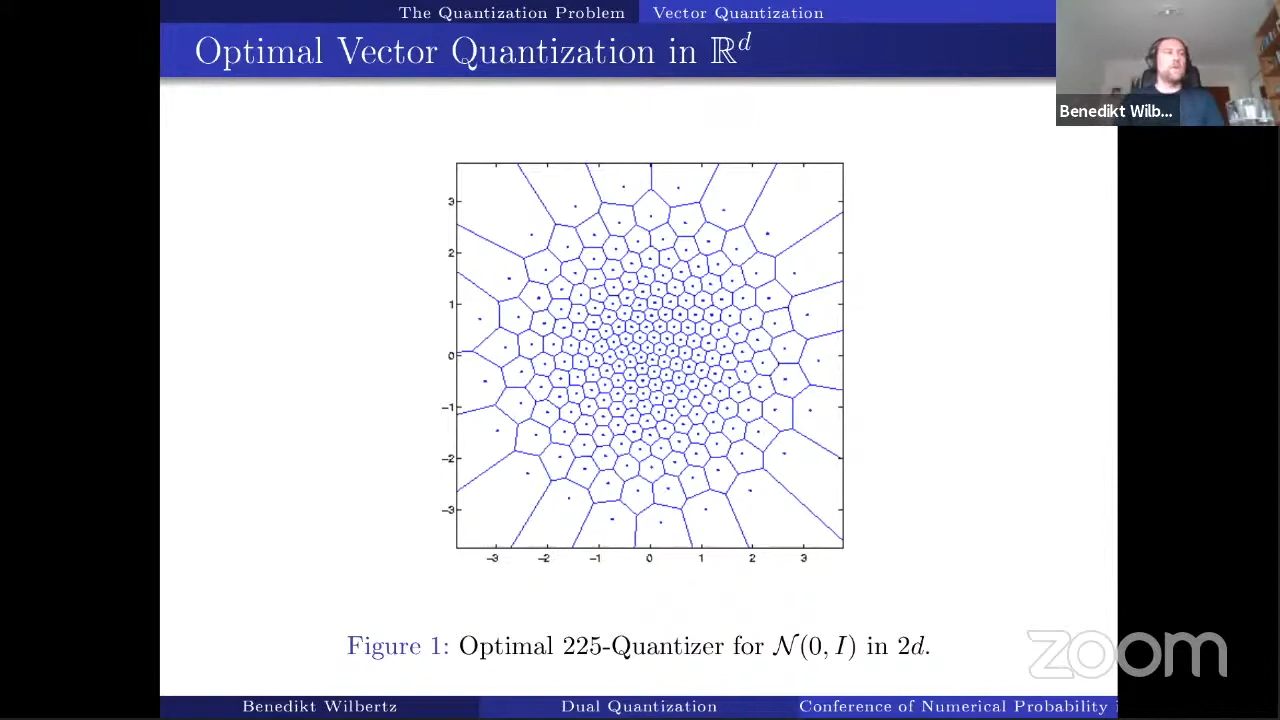 The Quantization Problem Vector Quantization
Optimal Vector Quantization in ℝᵈ
Benedikt Wilb...
3
2
1
0
−1
−2
−3
−3 −2 −1 0 1 2 3
Figure 1: Optimal 225-Quantizer for 𝒩(0, I) in 2d.
zoom
Benedikt Wilbertz Dual Quantization Conference of Numerical Probability